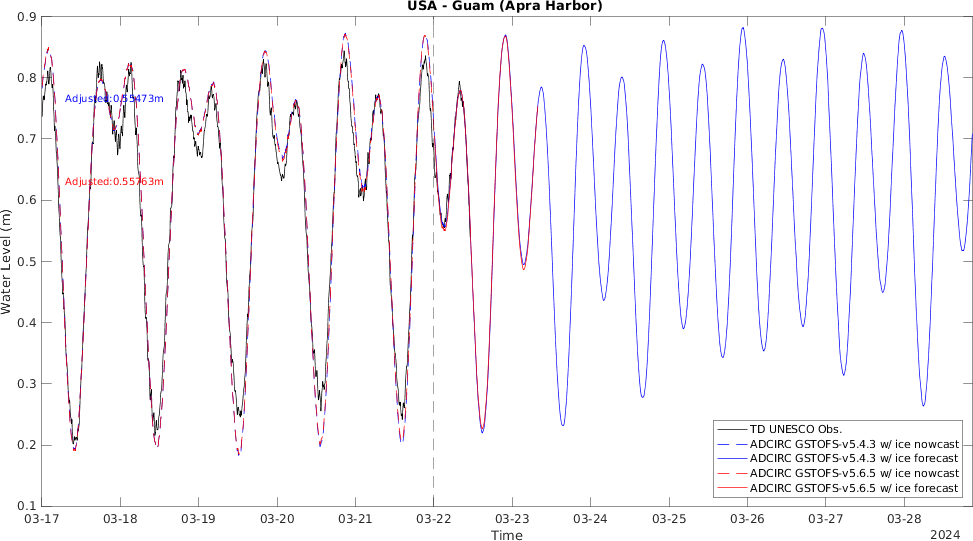 USA - Guam (Apra Harbor)
0.9
0.8
0.7
0.6
0.5
0.4
0.3
0.2
0.1
Water Level (m)
Adjusted:0.55473m
Adjusted:0.55763m
TD UNESCO Obs.
ADCIRC GSTOFS-v5.4.3 w/ ice nowcast
ADCIRC GSTOFS-v5.4.3 w/ ice forecast
ADCIRC GSTOFS-v5.6.5 w/ ice nowcast
ADCIRC GSTOFS-v5.6.5 w/ ice forecast
03-17 03-18 03-19 03-20 03-21 03-22 03-23 03-24 03-25 03-26 03-27 03-28
Time
2024